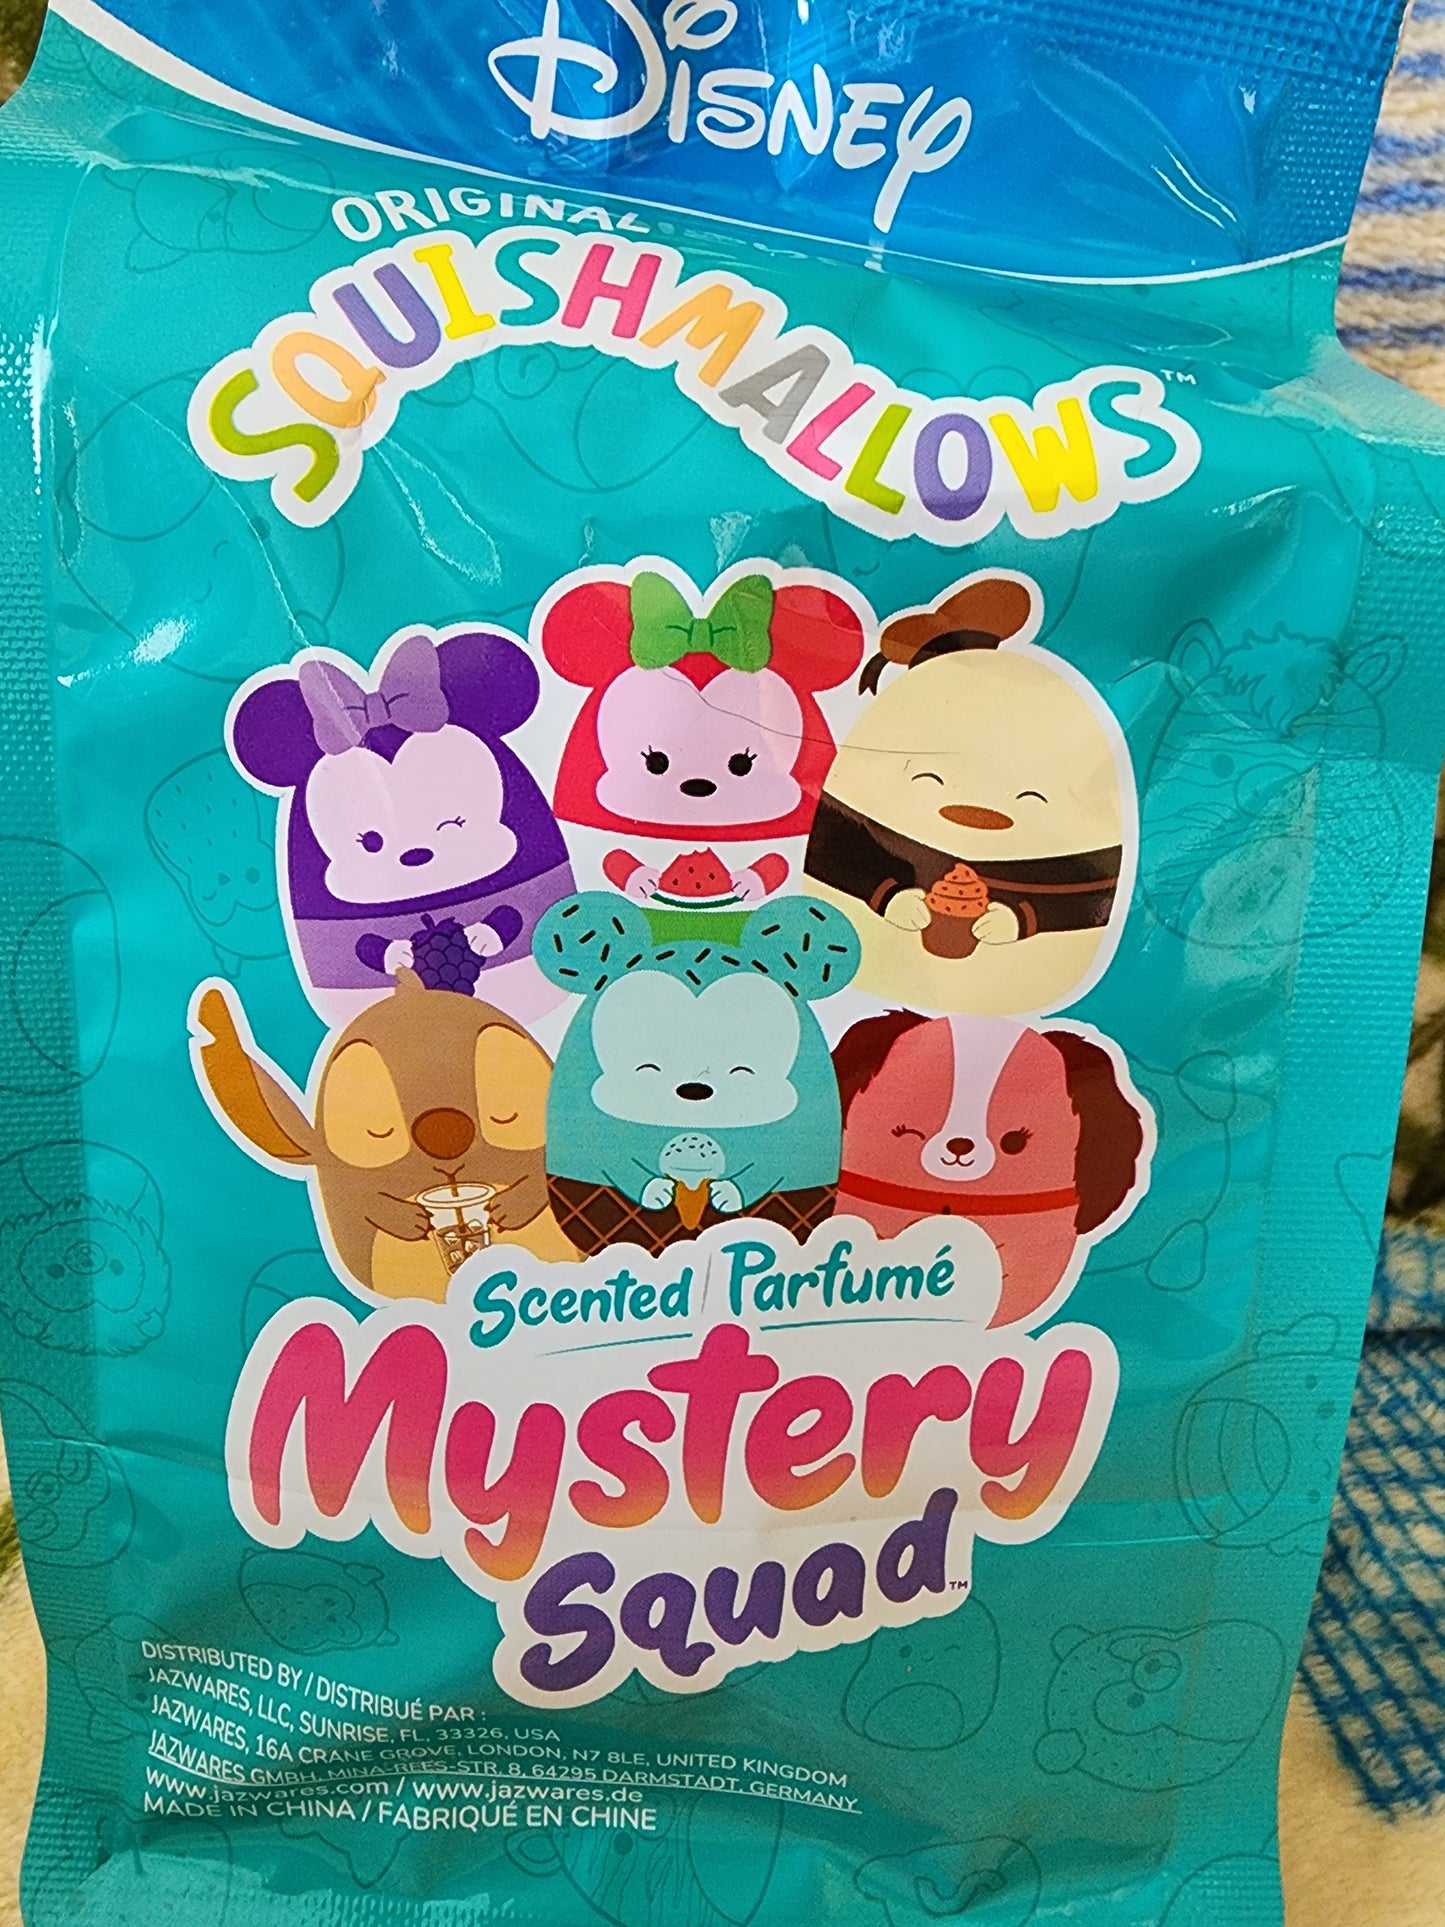 Disney
ORIGINAL
SQUISHMALLOWS™
Scented / Parfumé
Mystery
Squad™
DISTRIBUTED BY / DISTRIBUÉ PAR :
JAZWARES, LLC, SUNRISE, FL, 33326, USA
JAZWARES, 16A CRANE GROVE, LONDON, N7 8LE, UNITED KINGDOM
JAZWARES GMBH, MINA-REES-STR. 8, 64295 DARMSTADT, GERMANY
www.jazwares.com / www.jazwares.de
MADE IN CHINA / FABRIQUÉ EN CHINE